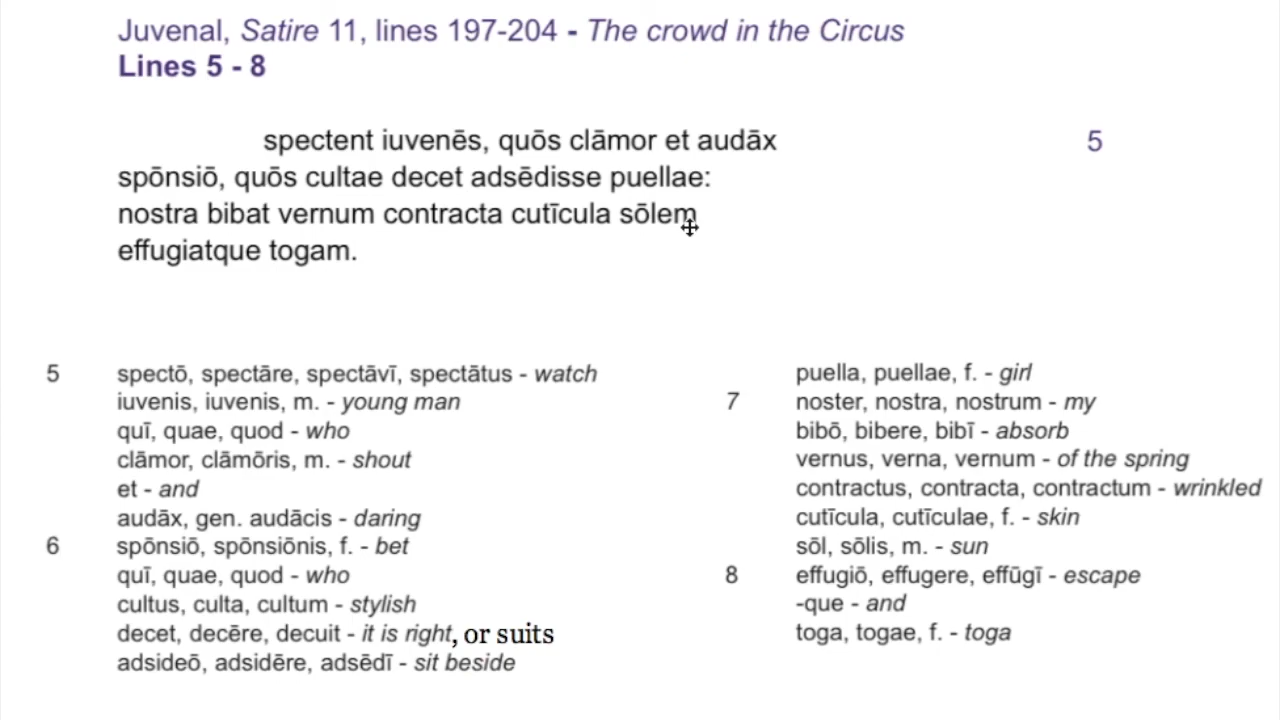 Juvenal, Satire 11, lines 197-204 - The crowd in the Circus
Lines 5 - 8
spectent iuvenēs, quōs clāmor et audāx 5
spōnsiō, quōs cultae decet adsēdisse puellae:
nostra bibat vernum contracta cutīcula sōlem
effugiatque togam.
5 spectō, spectāre, spectāvī, spectātus - watch
iuvenis, iuvenis, m. - young man
quī, quae, quod - who
clāmor, clāmōris, m. - shout
et - and
audāx, gen. audācis - daring
6 spōnsiō, spōnsiōnis, f. - bet
quī, quae, quod - who
cultus, culta, cultum - stylish
decet, decēre, decuit - it is right, or suits
adsideō, adsidēre, adsēdī - sit beside
puella, puellae, f. - girl
7 noster, nostra, nostrum - my
bibō, bibere, bibī - absorb
vernus, verna, vernum - of the spring
contractus, contracta, contractum - wrinkled
cutīcula, cutīculae, f. - skin
sōl, sōlis, m. - sun
8 effugiō, effugere, effūgī - escape
-que - and
toga, togae, f. - toga